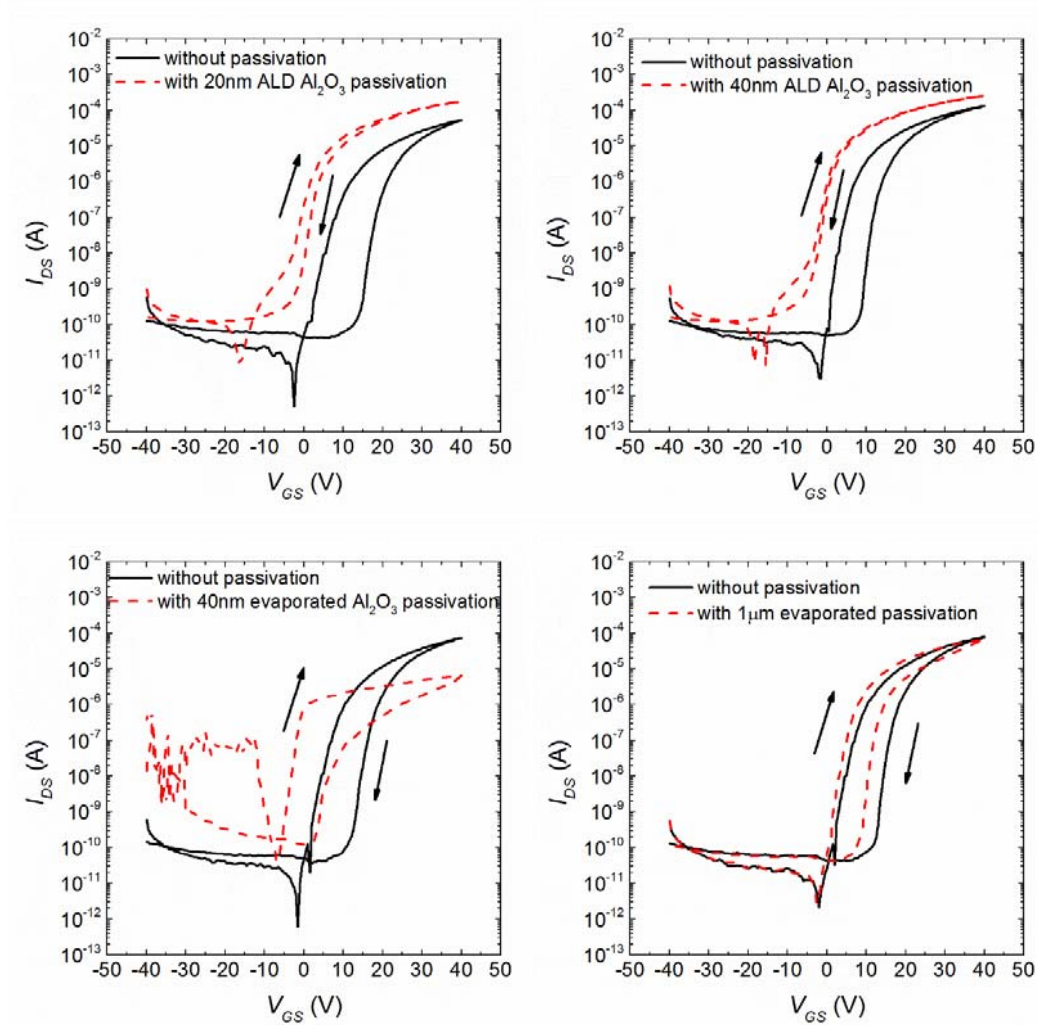 without passivation
with 20nm ALD Al₂O₃ passivation
10⁻²
10⁻³
10⁻⁴
10⁻⁵
10⁻⁶
10⁻⁷
10⁻⁸
10⁻⁹
10⁻¹⁰
10⁻¹¹
10⁻¹²
10⁻¹³
I_DS (A)
-50 -40 -30 -20 -10 0 10 20 30 40 50
V_GS (V)
without passivation
with 40nm ALD Al₂O₃ passivation
10⁻²
10⁻³
10⁻⁴
10⁻⁵
10⁻⁶
10⁻⁷
10⁻⁸
10⁻⁹
10⁻¹⁰
10⁻¹¹
10⁻¹²
10⁻¹³
I_DS (A)
-50 -40 -30 -20 -10 0 10 20 30 40 50
V_GS (V)
without passivation
with 40nm evaporated Al₂O₃ passivation
10⁻²
10⁻³
10⁻⁴
10⁻⁵
10⁻⁶
10⁻⁷
10⁻⁸
10⁻⁹
10⁻¹⁰
10⁻¹¹
10⁻¹²
10⁻¹³
I_DS (A)
-50 -40 -30 -20 -10 0 10 20 30 40 50
V_GS (V)
without passivation
with 1μm evaporated passivation
10⁻²
10⁻³
10⁻⁴
10⁻⁵
10⁻⁶
10⁻⁷
10⁻⁸
10⁻⁹
10⁻¹⁰
10⁻¹¹
10⁻¹²
10⁻¹³
I_DS (A)
-50 -40 -30 -20 -10 0 10 20 30 40 50
V_GS (V)